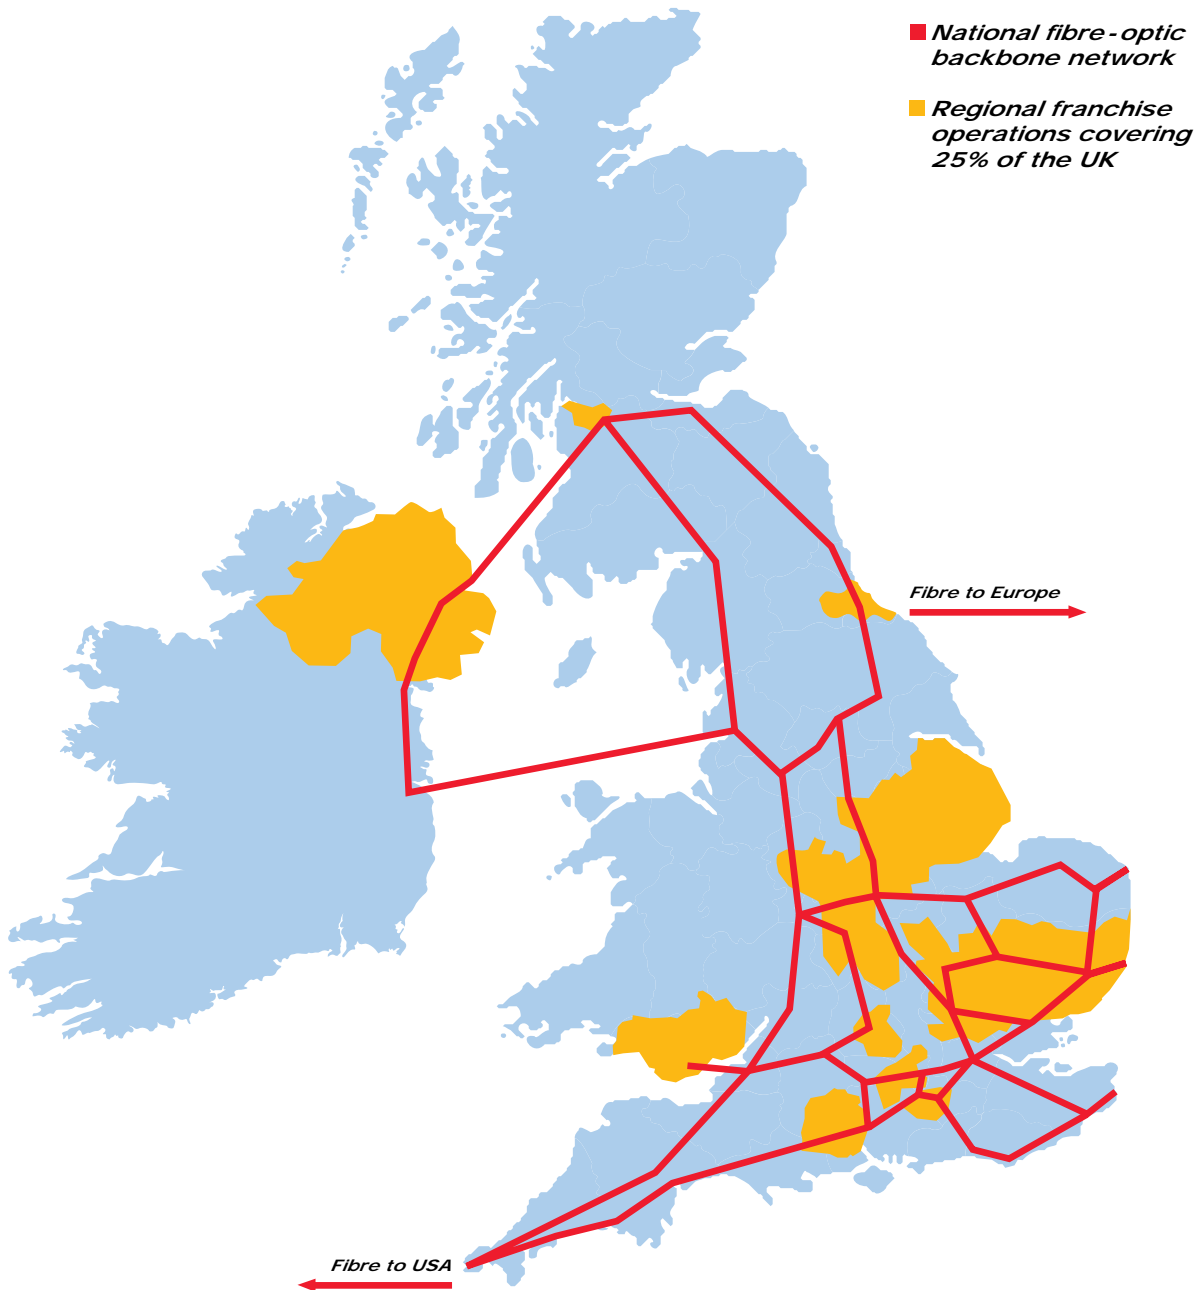 National fibre-optic
backbone network
Regional franchise
operations covering
25% of the UK
Fibre to Europe
Fibre to USA